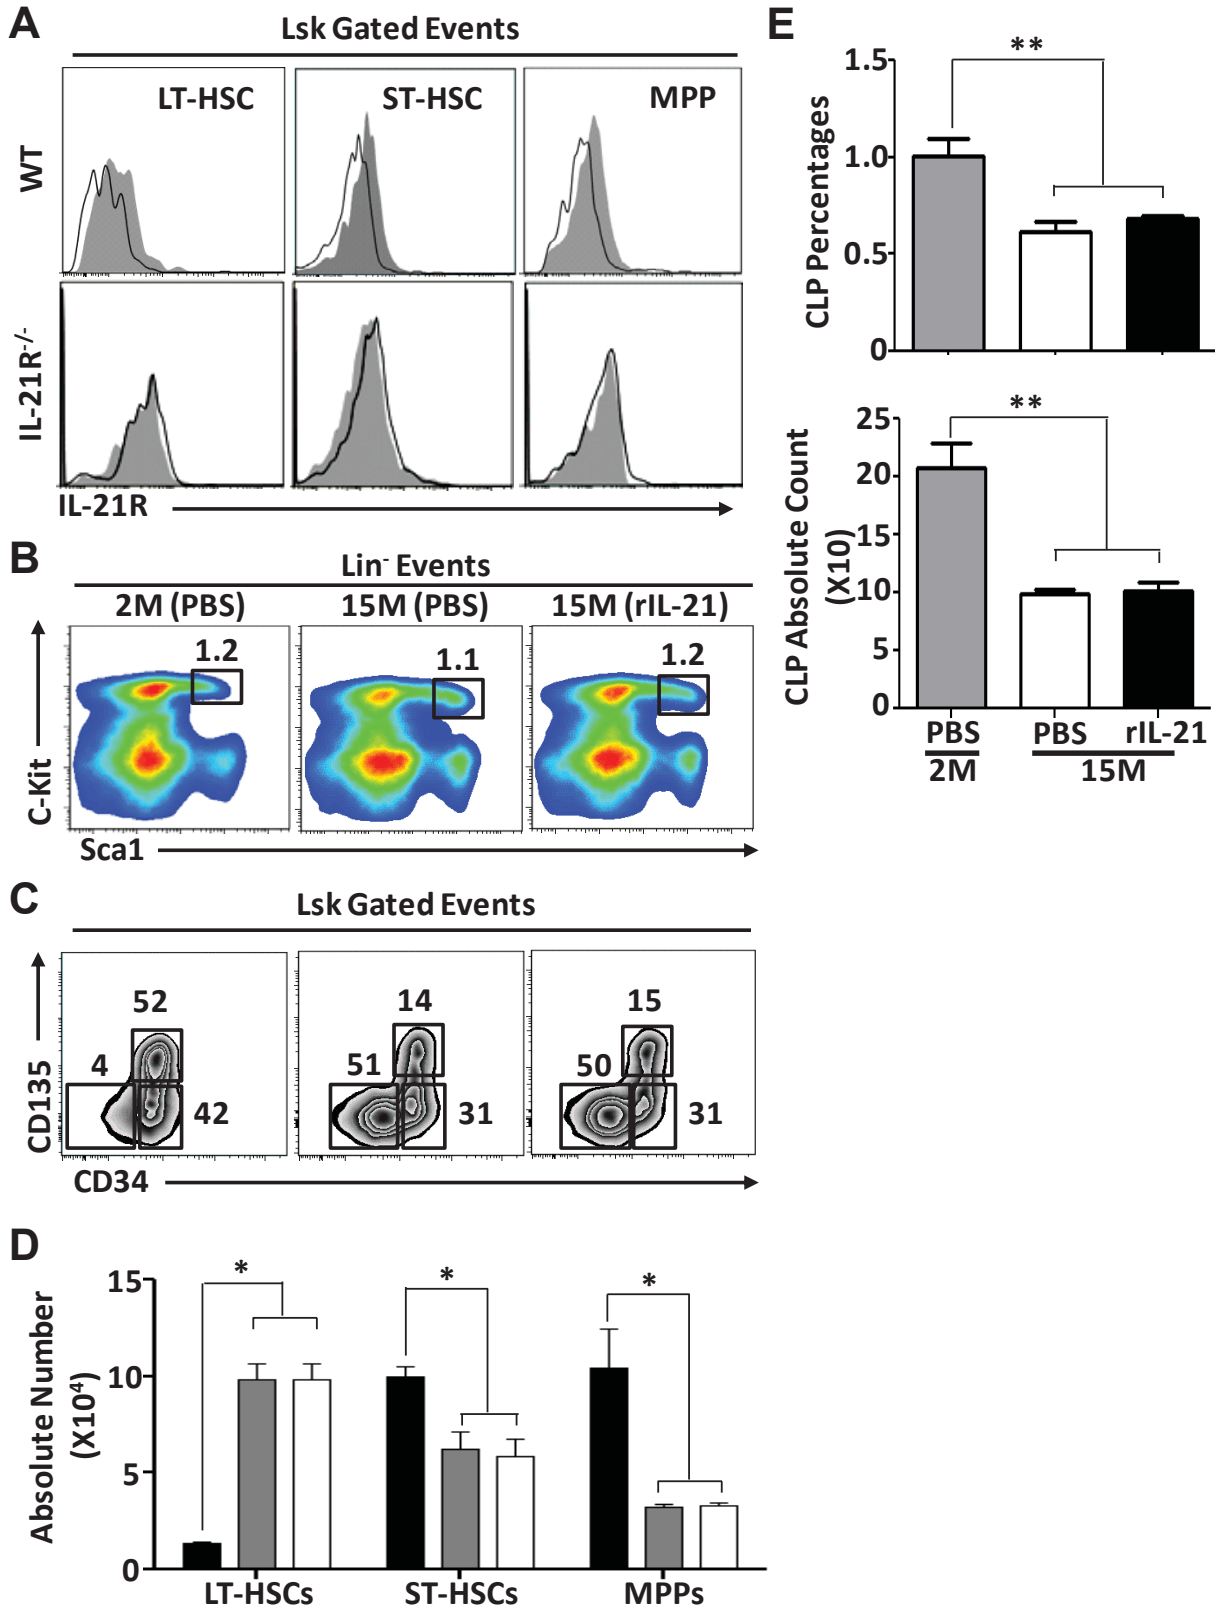 A
Lsk Gated Events
LT-HSC
ST-HSC
MPP
WT
IL-21R-/-
IL-21R
B
Lin- Events
2M (PBS)
15M (PBS)
15M (rIL-21)
1.2
1.1
1.2
C-Kit
Sca1
C
Lsk Gated Events
52
4
42
14
51
31
15
50
31
CD135
CD34
D
*
*
*
15
10
5
0
Absolute Number
(X10⁴)
LT-HSCs
ST-HSCs
MPPs
E
**
1.5
1.0
0.5
0
CLP Percentages
**
25
20
15
10
5
0
CLP Absolute Count
(X10)
PBS
PBS
rIL-21
2M
15M